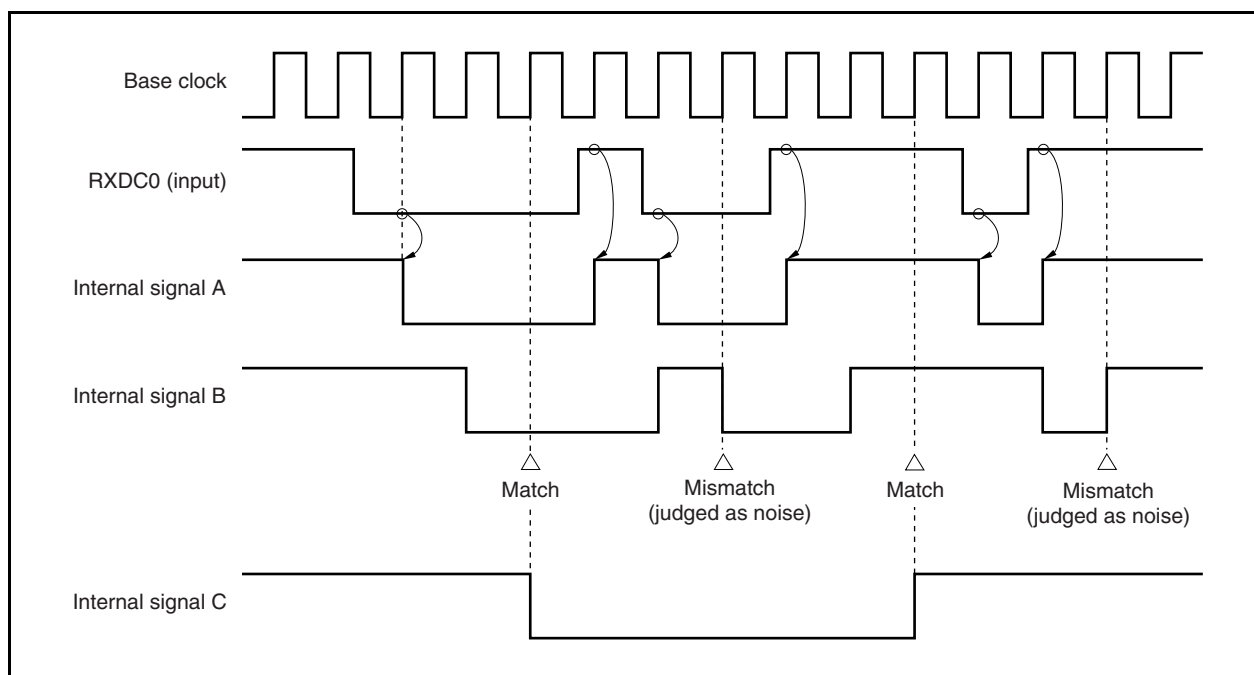 Base clock
RXDC0 (input)
Internal signal A
Internal signal B
Match
Mismatch
(judged as noise)
Match
Mismatch
(judged as noise)
Internal signal C